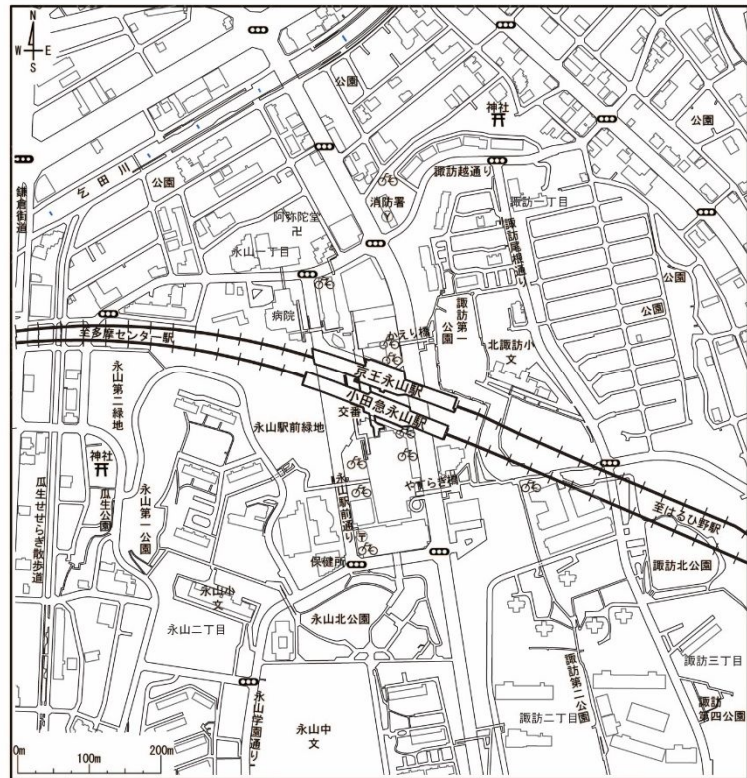 N
W E
S
公園
神社
公園
乞田川
公園
諏訪越通り
消防署
鎌倉街道
阿弥陀堂
諏訪一丁目
諏訪尾根通り
永山一丁目
公園
病院
諏訪第一
公園
公園
かえり橋
北諏訪小
文
至多摩センター駅
京王永山駅
小田急永山駅
永山第二緑地
交番
永山駅前緑地
神社
やすらぎ橋
瓜生公園
永山第一公園
永山駅前通り
至はるひ野駅
瓜生せせらぎ散歩道
保健所
諏訪北公園
永山小
文
永山北公園
永山二丁目
諏訪三丁目
諏訪第二公園
諏訪
第四公園
諏訪二丁目
永山学園通り
永山中
文
0m 100m 200m